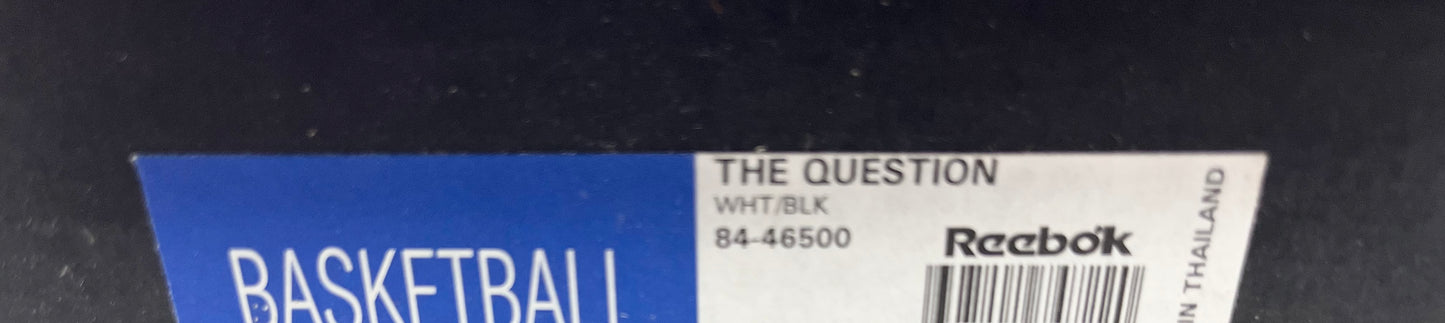 THE QUESTION
WHT/BLK
84-46500
Reebok
BASKETBALL
IN THAILAND